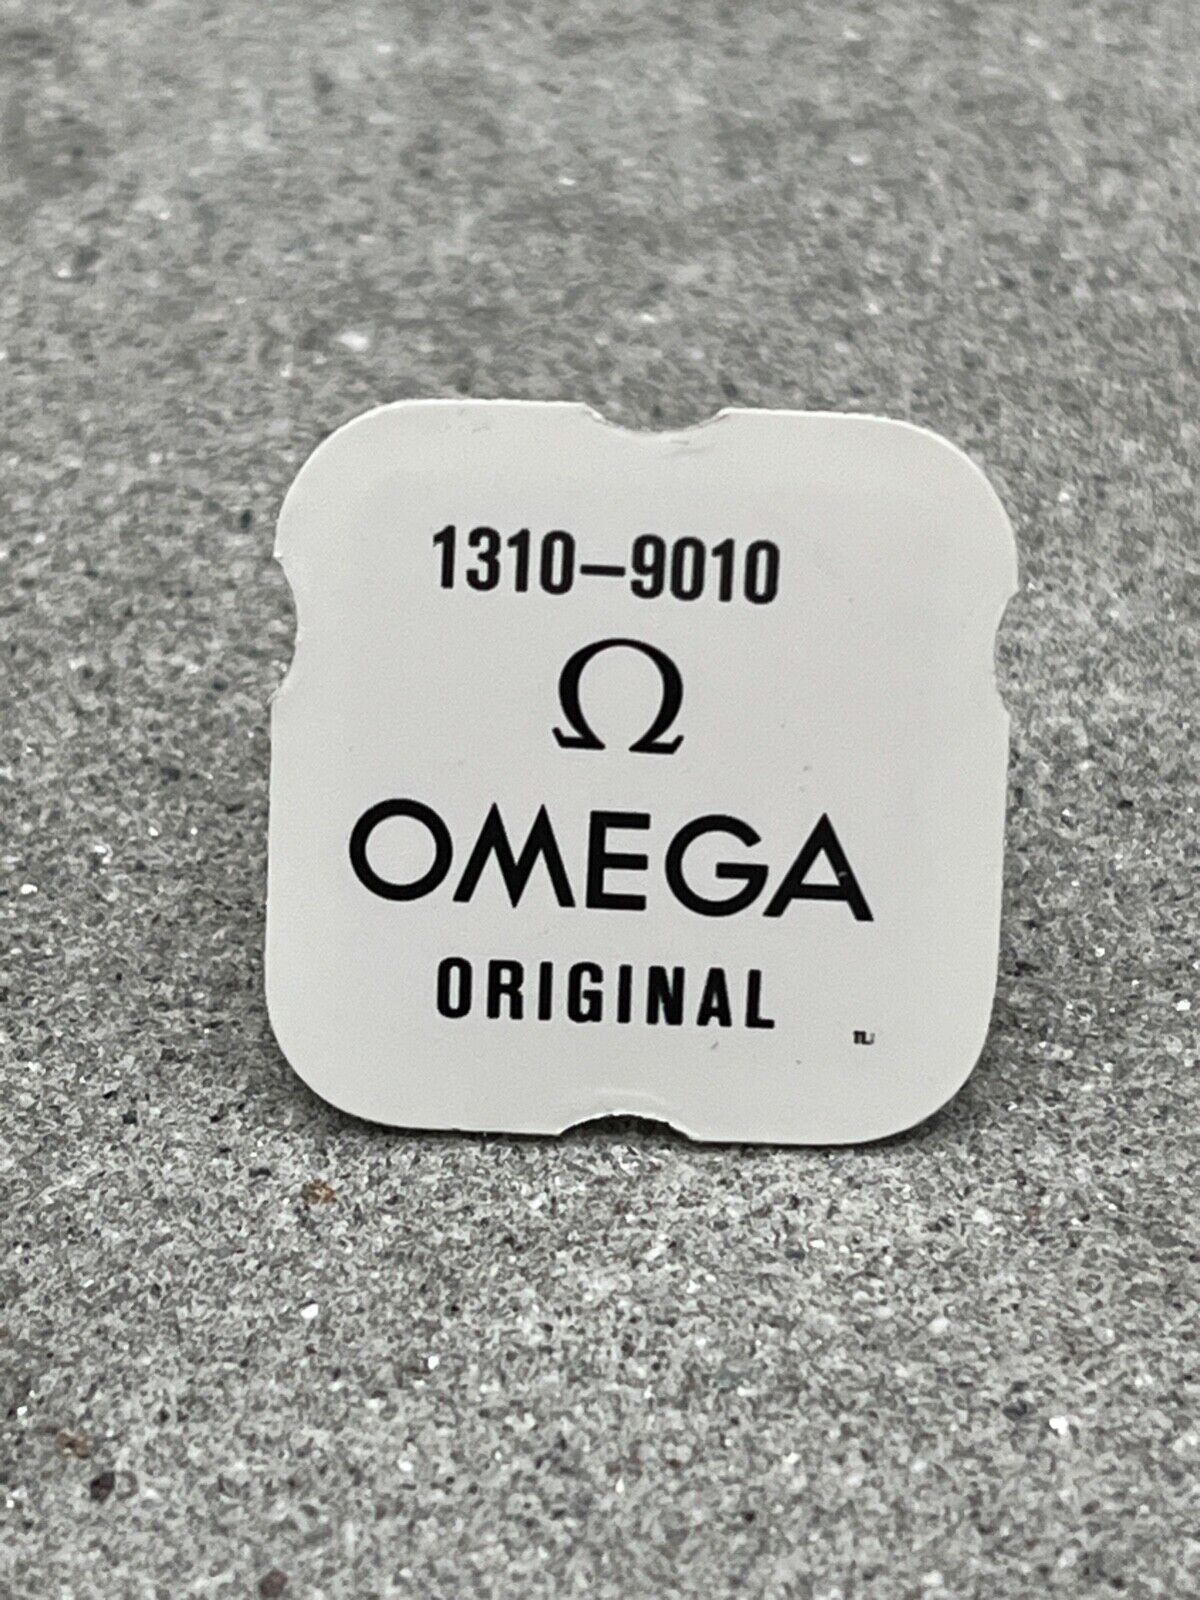 1310-9010
Ω
OMEGA
ORIGINAL